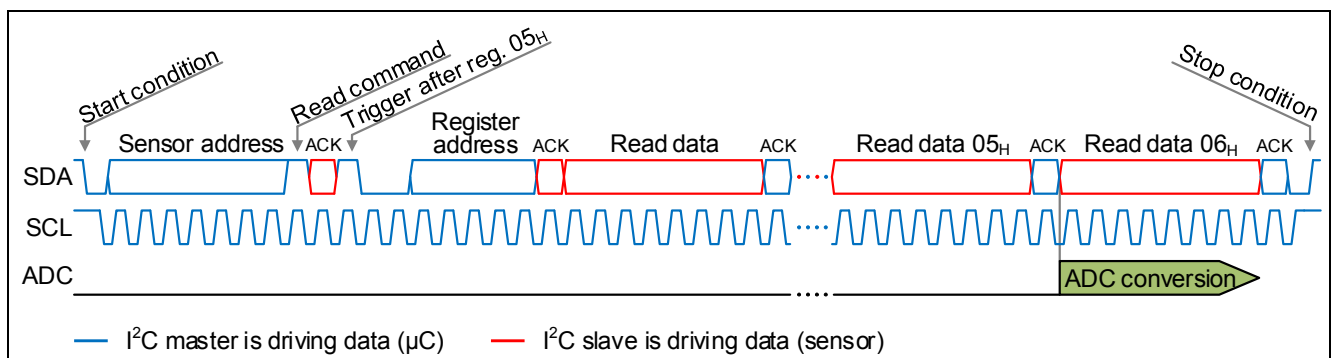 Start condition
Read command
Trigger after reg. 05H
Stop condition
Sensor address
ACK
Register
address
ACK
Read data
ACK
Read data 05H
ACK
Read data 06H
ACK
SDA
SCL
ADC
ADC conversion
I2C master is driving data (µC)
I2C slave is driving data (sensor)